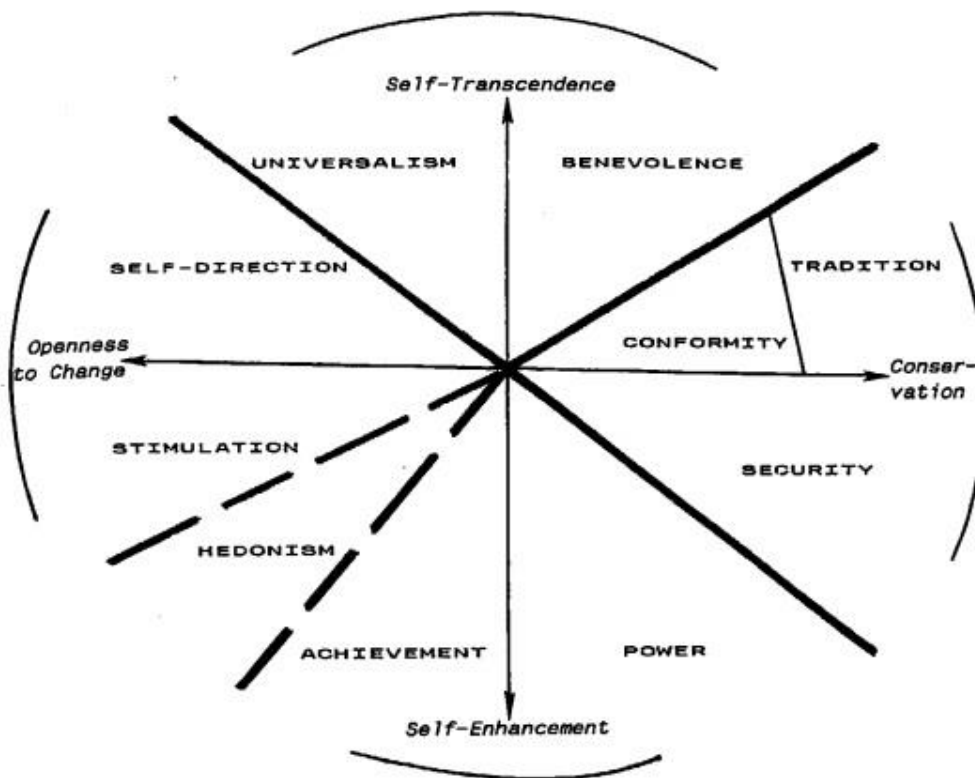 Self-Transcendence
UNIVERSALISM
BENEVOLENCE
SELF-DIRECTION
TRADITION
Openness
to Change
CONFORMITY
Conser-
vation
STIMULATION
SECURITY
HEDONISM
ACHIEVEMENT
POWER
Self-Enhancement